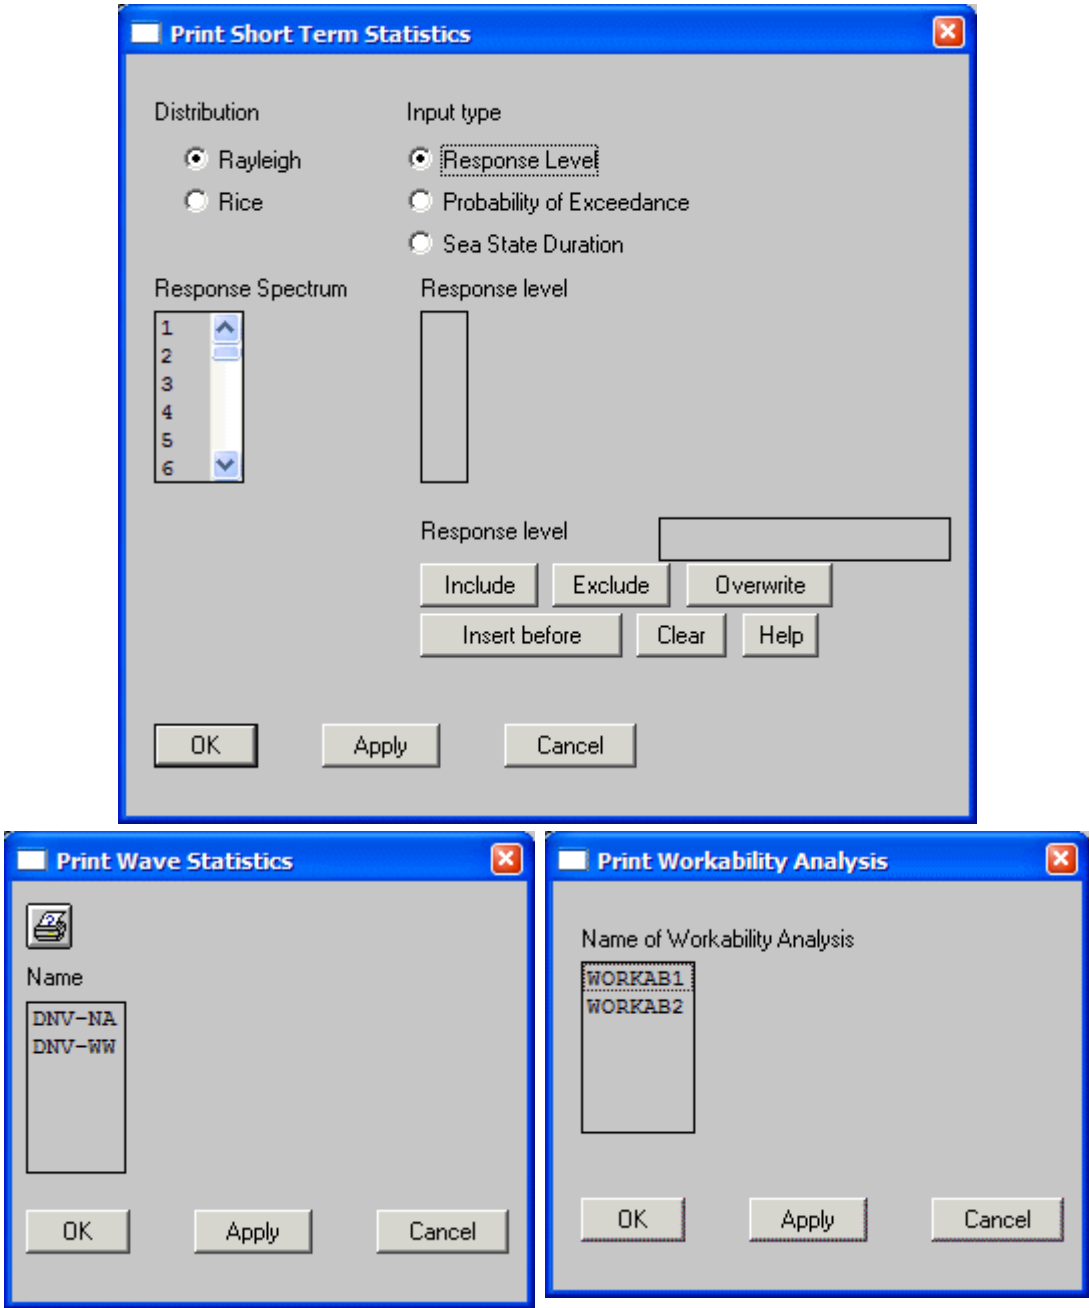 Print Short Term Statistics
Distribution Input type
Rayleigh Response Level
Rice Probability of Exceedance
Sea State Duration
Response Spectrum Response level
1
2
3
4
5
6
Response level
Include Exclude Overwrite
Insert before Clear Help
OK Apply Cancel
Print Wave Statistics
Name
DNV-NA
DNV-WW
OK Apply Cancel
Print Workability Analysis
Name of Workability Analysis
WORKAB1
WORKAB2
OK Apply Cancel